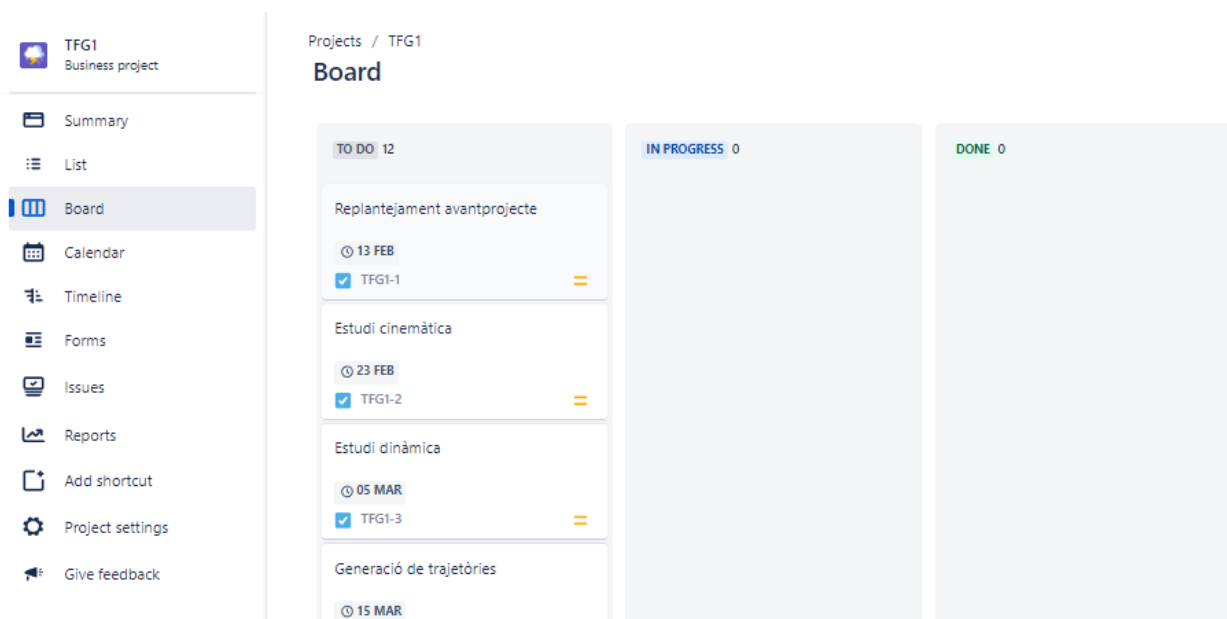 TFG1
Business project
Summary
List
Board
Calendar
Timeline
Forms
Issues
Reports
Add shortcut
Project settings
Give feedback
Projects / TFG1
Board
TO DO 12
Replantejament avantprojecte
13 FEB
TFG1-1
Estudi cinemàtica
23 FEB
TFG1-2
Estudi dinàmica
05 MAR
TFG1-3
Generació de trajetòries
15 MAR
IN PROGRESS 0
DONE 0